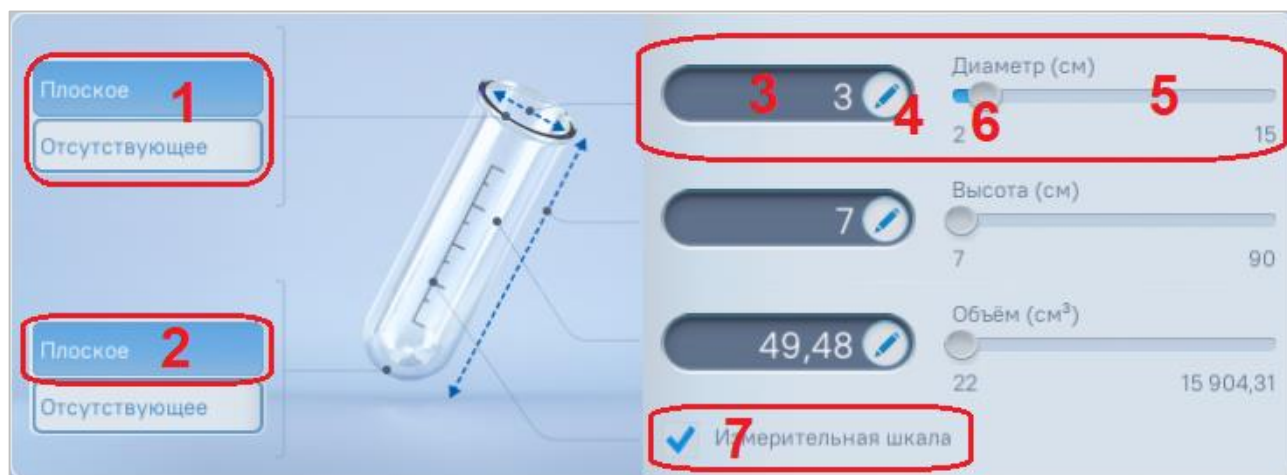 Плоское
1
Отсутствующее
Плоское
2
Отсутствующее
3
3
4
Диаметр (см)
5
6
2
15
7
Высота (см)
7
90
49,48
Объём (см³)
22
15 904,31
7
Измерительная шкала